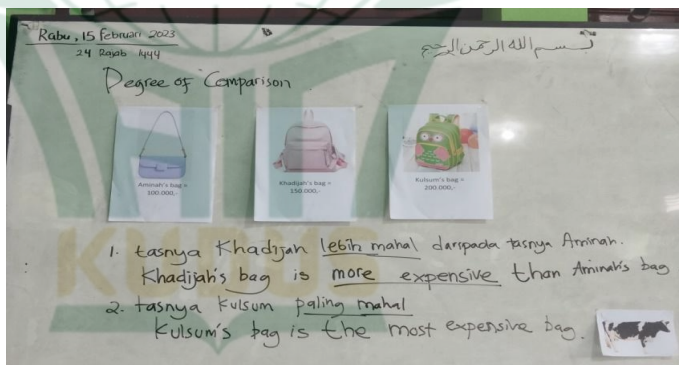 Rabu, 15 Februari 2023
24 Rajab 1444
بسم الله الرحمن الرحيم
Degree of Comparison
Aminah's bag =
100.000,-
Khadijah's bag =
150.000,-
Kulsum's bag =
200.000,-
1. tasnya Khadijah lebih mahal daripada tasnya Aminah.
Khadijah's bag is more expensive than Aminah's bag
2. tasnya Kulsum paling mahal
Kulsum's bag is the most expensive bag.
KUDUS